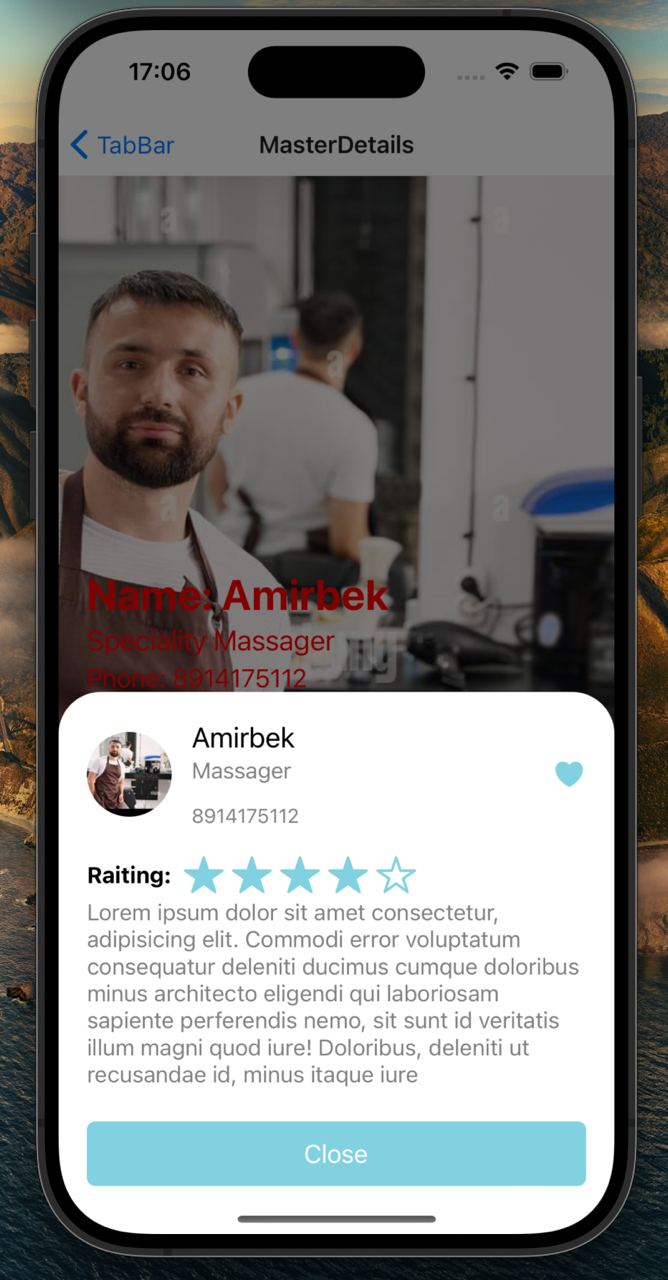 17:06
TabBar
MasterDetails
a
a
a
a
a
Name: Amirbek
Speciality Massager
Phone: 8914175112
Amirbek
Massager
8914175112
Raiting:
Lorem ipsum dolor sit amet consectetur,
adipisicing elit. Commodi error voluptatum
consequatur deleniti ducimus cumque doloribus
minus architecto eligendi qui laboriosam
sapiente perferendis nemo, sit sunt id veritatis
illum magni quod iure! Doloribus, deleniti ut
recusandae id, minus itaque iure
Close